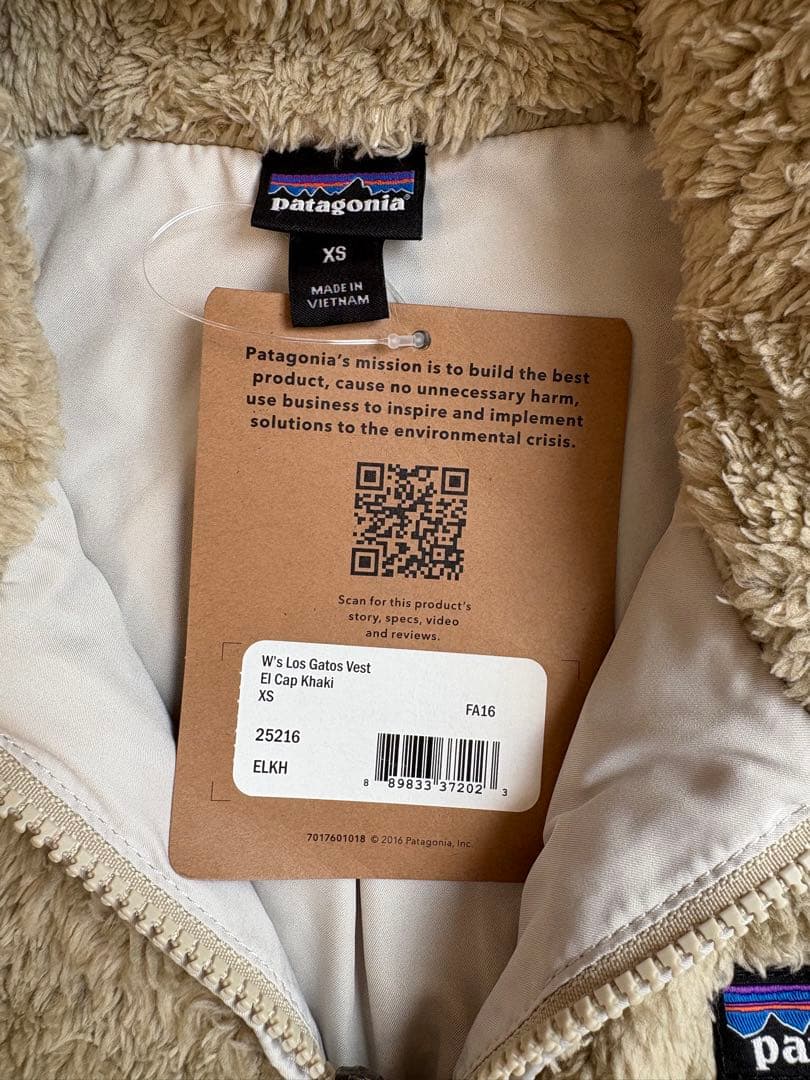 patagonia®
XS
MADE IN
VIETNAM
Patagonia's mission is to build the best
product, cause no unnecessary harm,
use business to inspire and implement
solutions to the environmental crisis.
Scan for this product's
story, specs, video
and reviews.
W's Los Gatos Vest
El Cap Khaki
XS
FA16
25216
ELKH
8 89833 37202 3
7017601018 © 2016 Patagonia, Inc.
pa